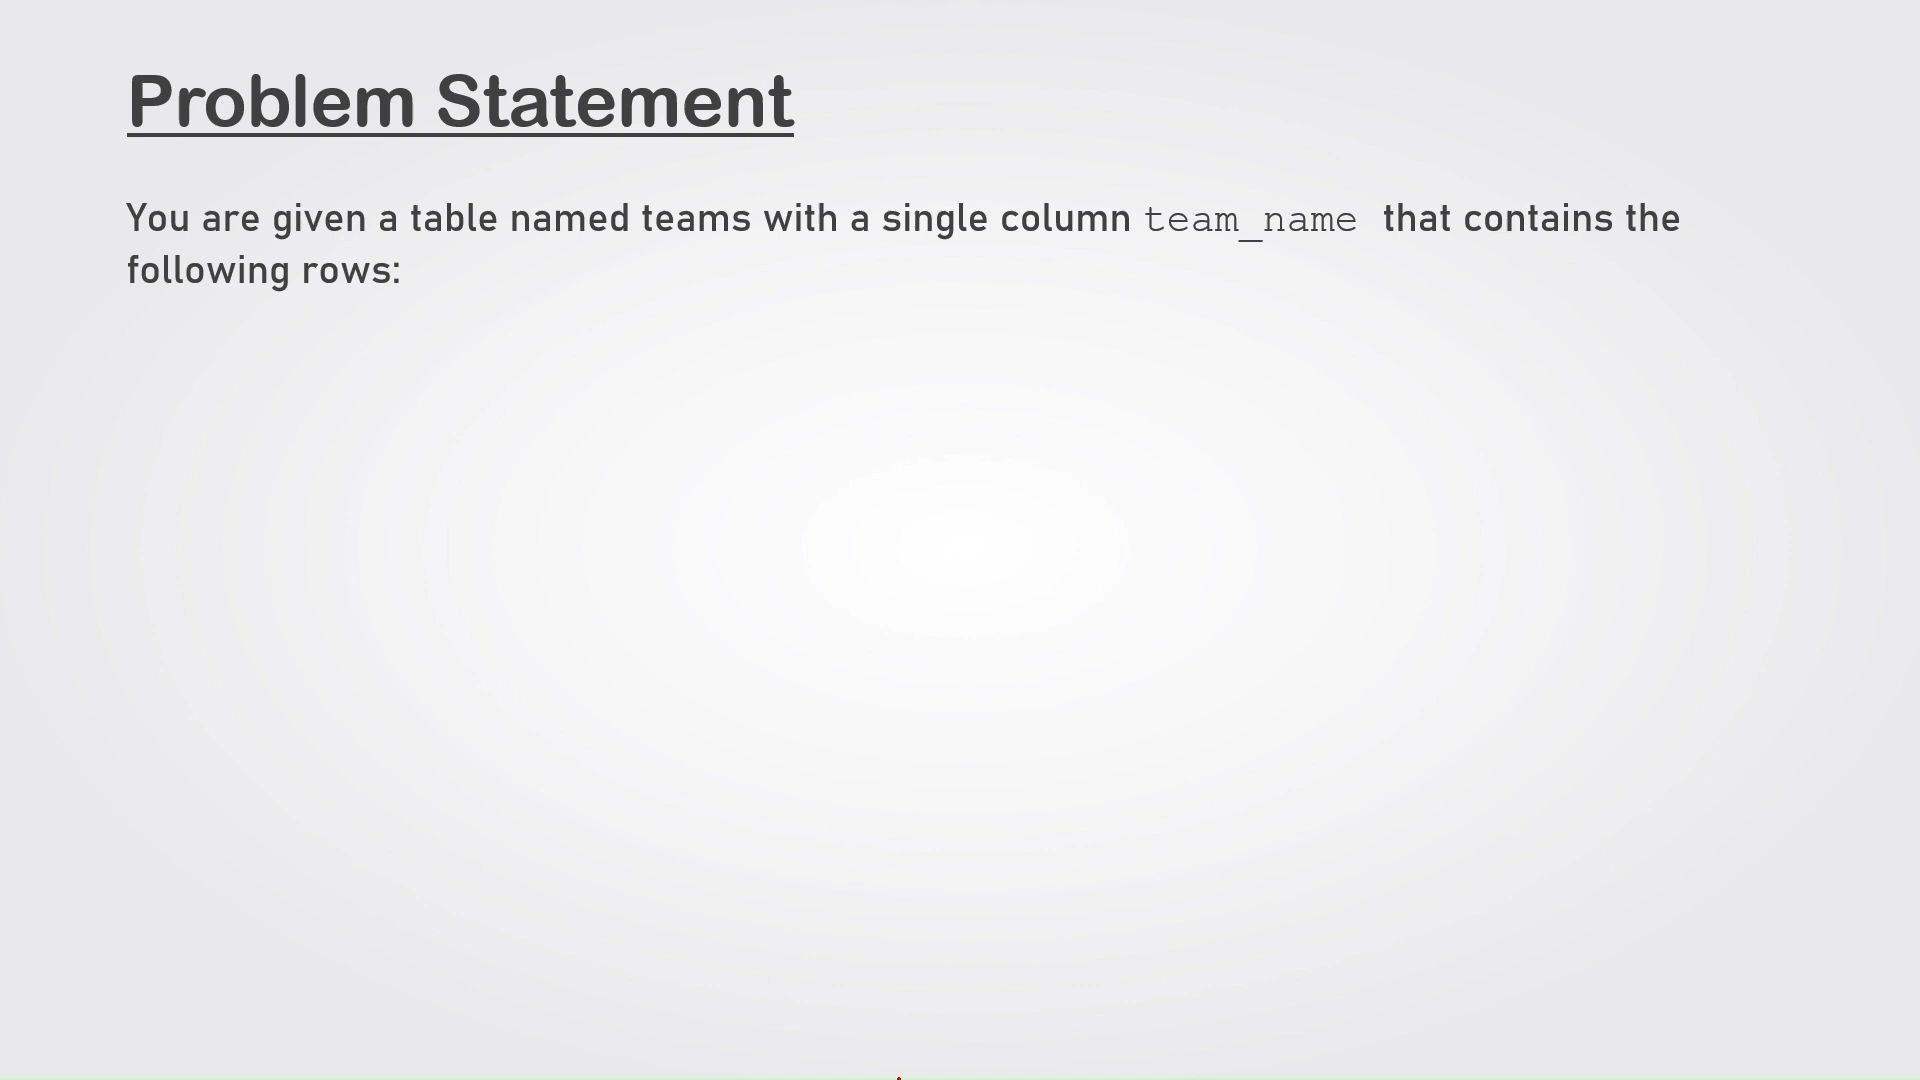 Problem Statement
You are given a table named teams with a single column team_name that contains the
following rows: